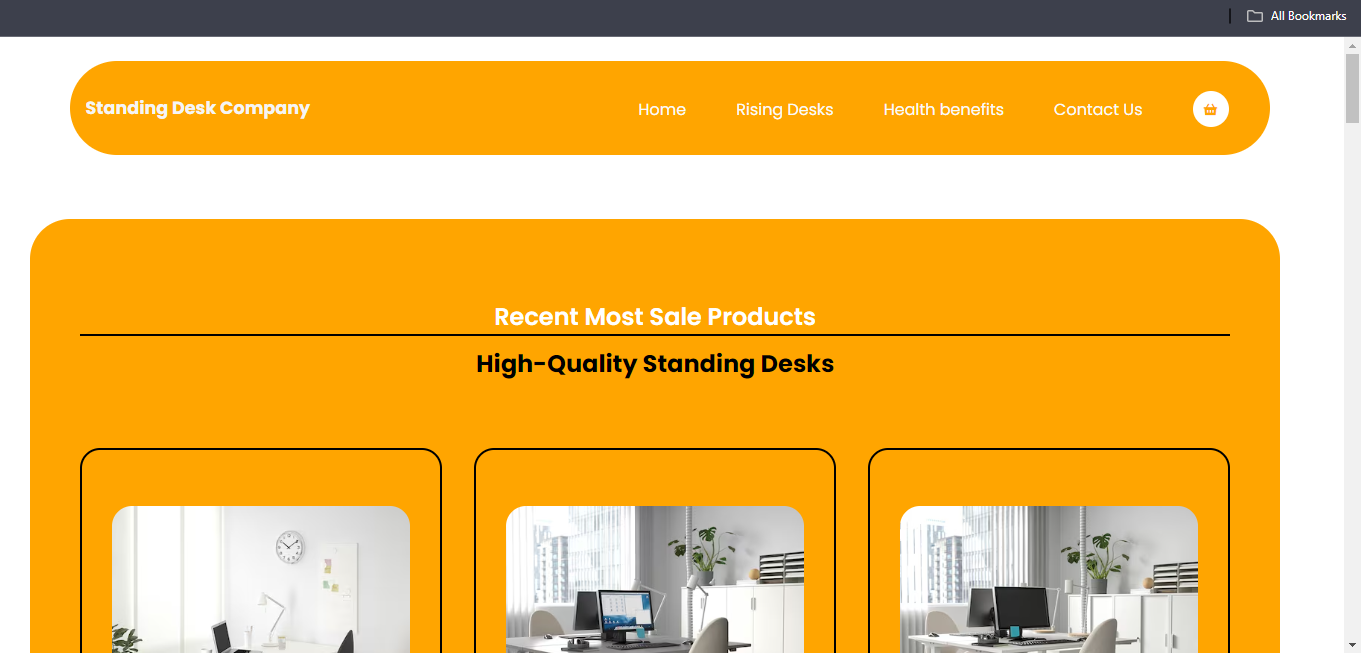 All Bookmarks
Standing Desk Company
Home
Rising Desks
Health benefits
Contact Us
Recent Most Sale Products
High-Quality Standing Desks